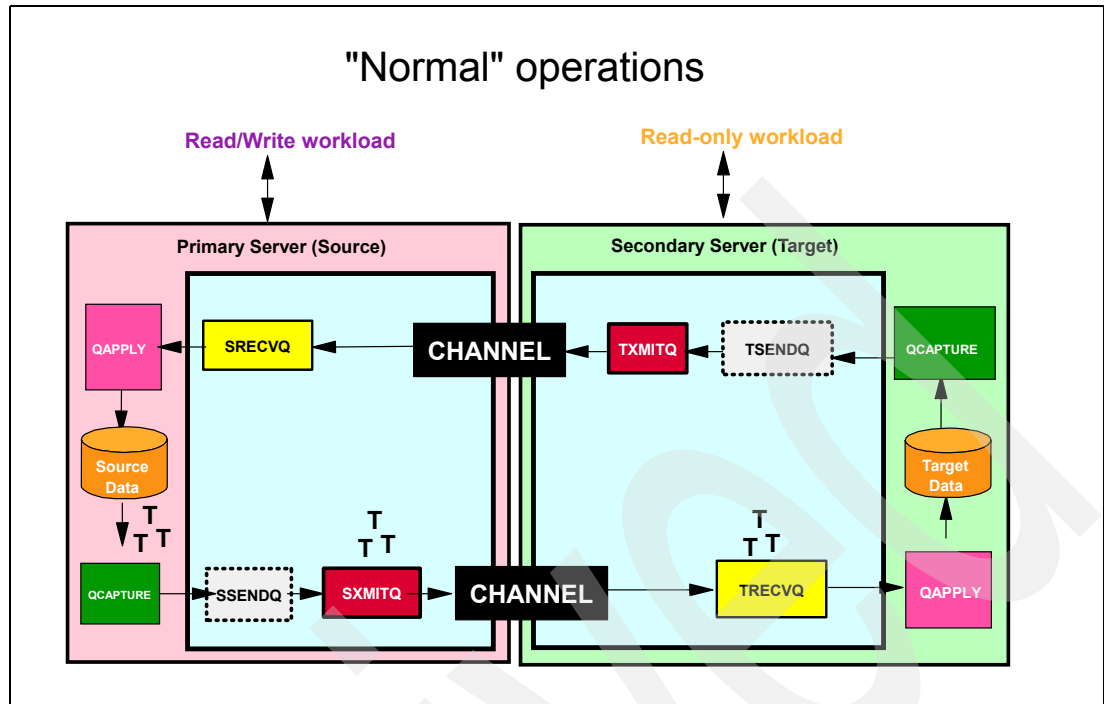 "Normal" operations
Read/Write workload
Read-only workload
Primary Server (Source)
Secondary Server (Target)
QAPPLY
SRECVQ
CHANNEL
TXMITQ
TSENDQ
QCAPTURE
Source
Data
Target
Data
T
T
T
T
T
T
T
T
T
QCAPTURE
SSENDQ
SXMITQ
CHANNEL
TRECVQ
QAPPLY